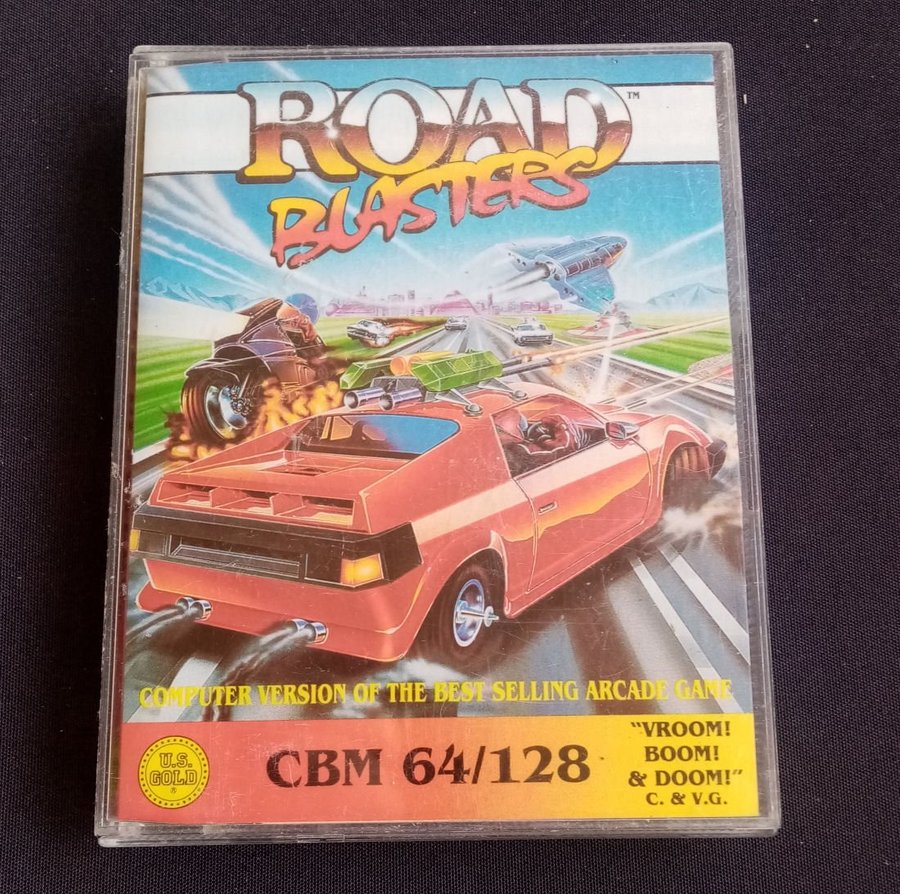 ROAD™
BLASTERS
COMPUTER VERSION OF THE BEST SELLING ARCADE GAME
U.S.
GOLD
®
CBM 64/128
"VROOM!
BOOM!
& DOOM!"
C. & V.G.